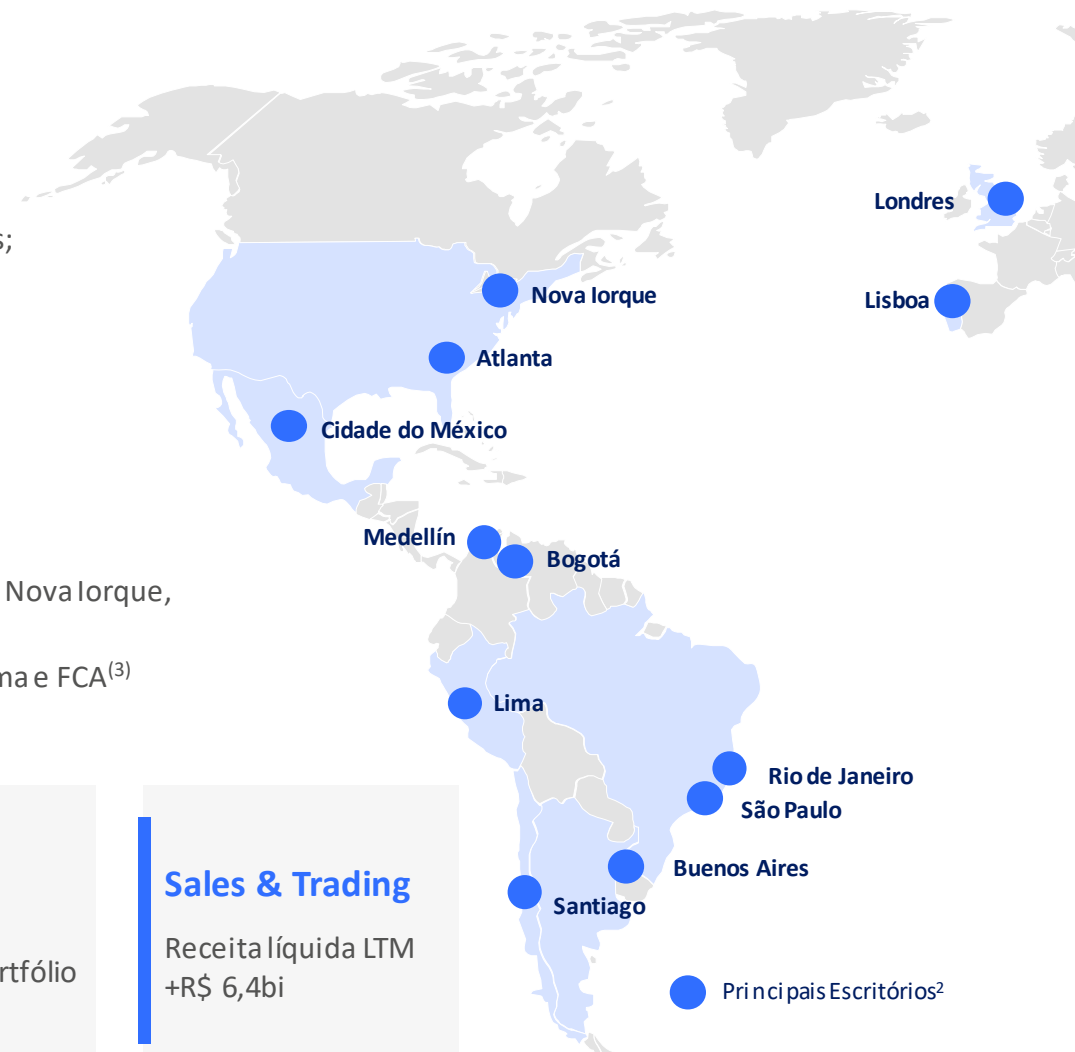 Londres
s;
Nova Iorque
Lisboa
Atlanta
Cidade do México
Medellín
Bogotá
Nova Iorque,
ma e FCA(3)
Lima
Rio de Janeiro
São Paulo
Buenos Aires
Sales & Trading
Santiago
Receita líquida LTM
rtfólio
+R$ 6,4bi
Principais Escritórios²